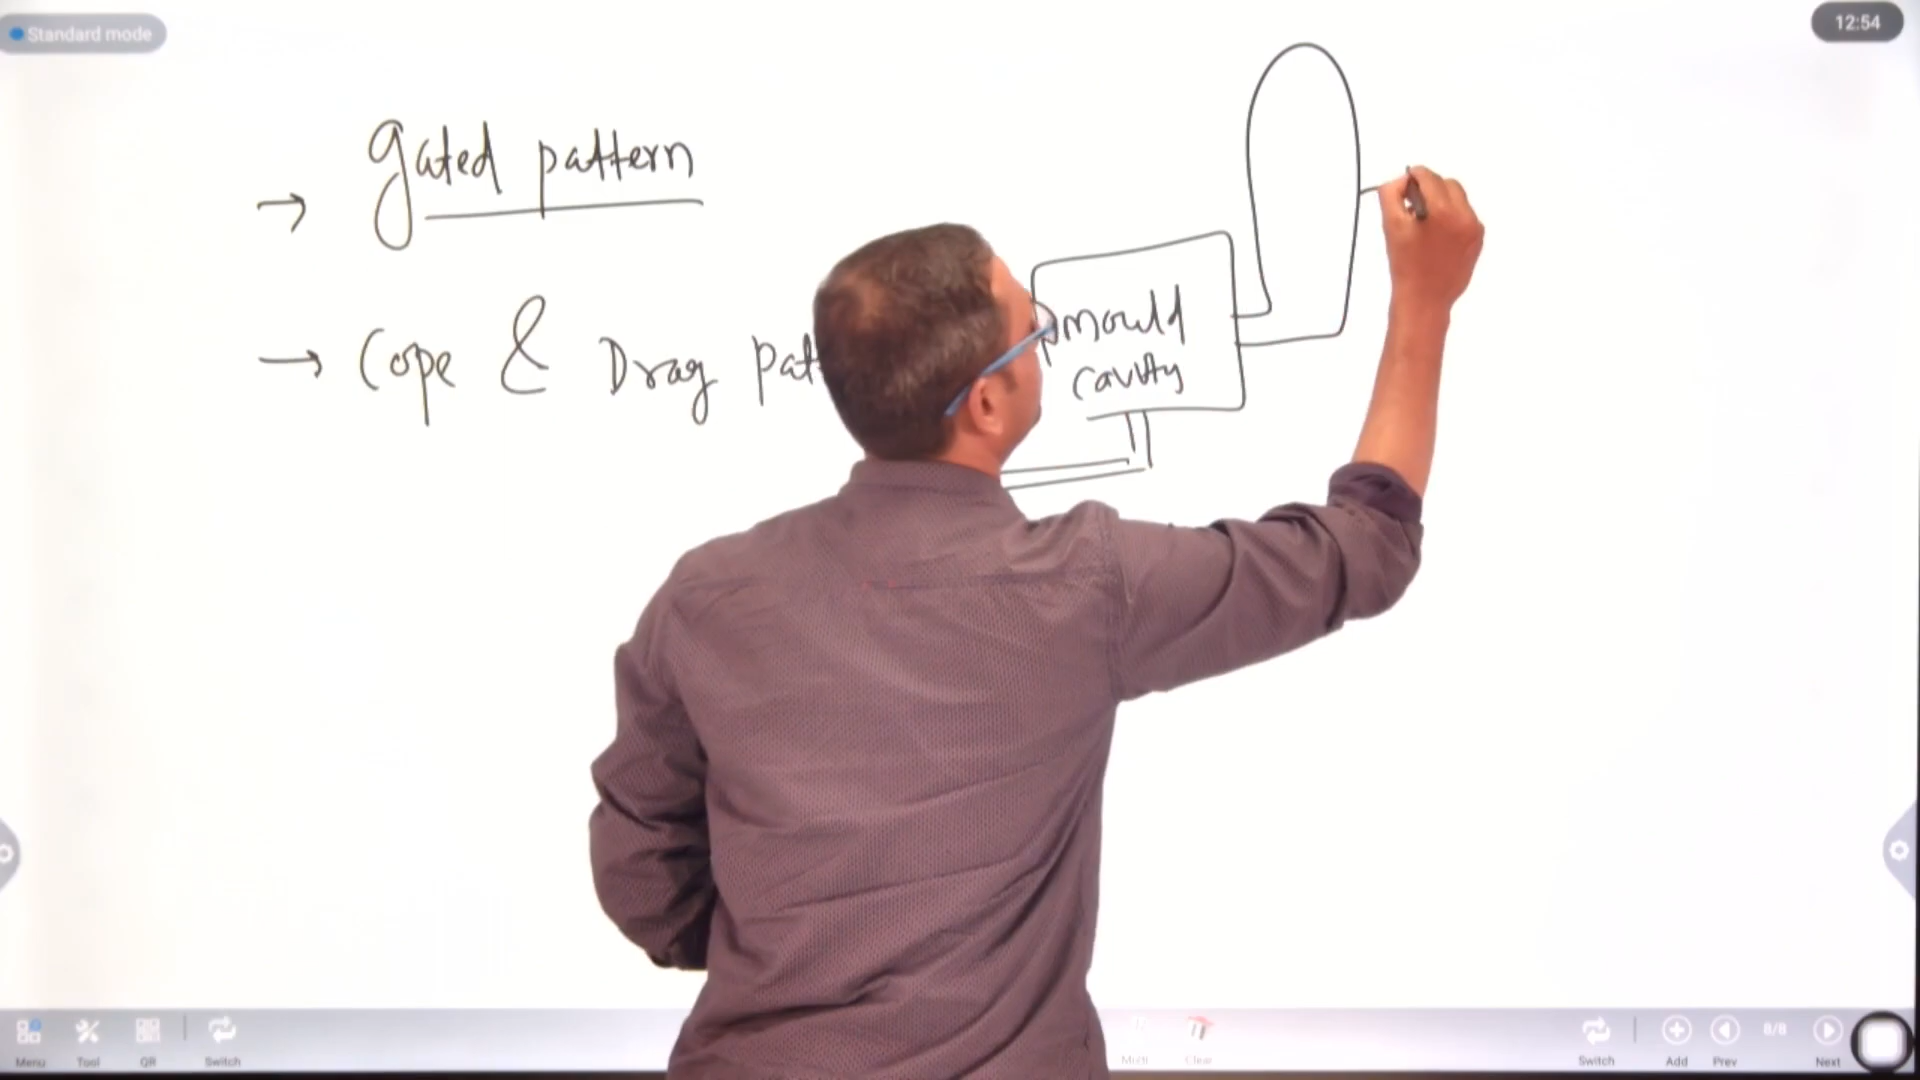 Standard mode
12:54
→ gated pattern
→ Cope & Drag
mould
cavity
Menu Tool QR Switch
Clear
Switch Add Prev 8/8 Next